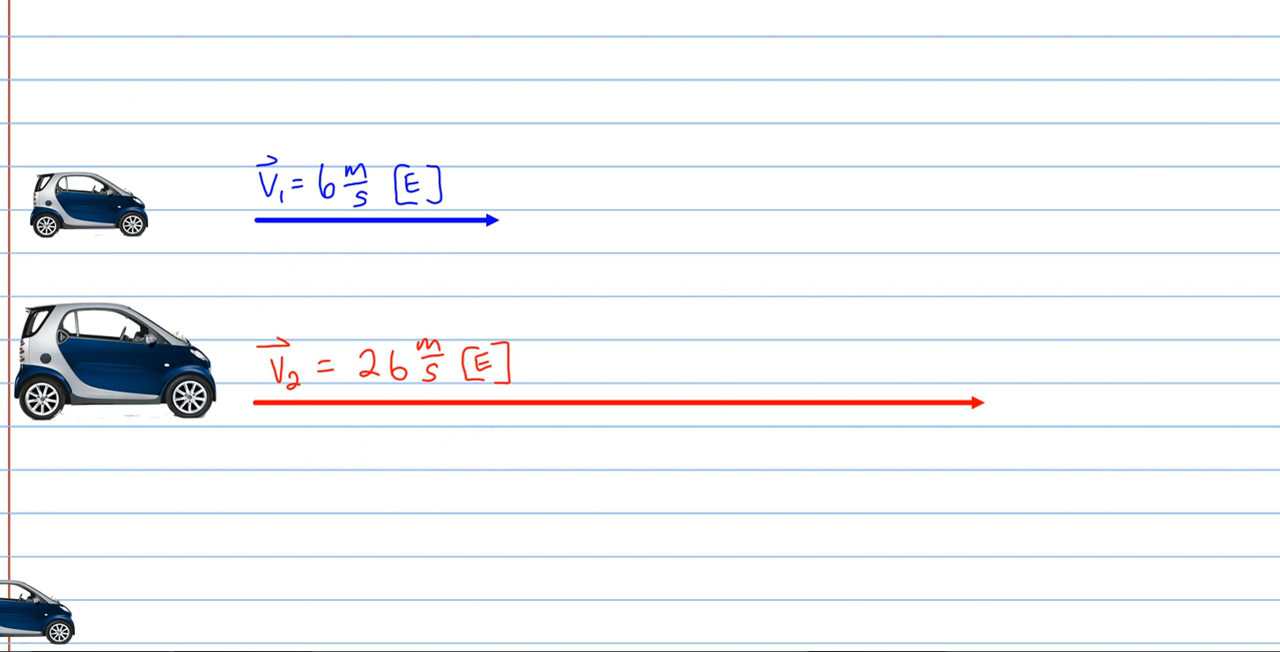 V⃗₁ = 6 m/s [E]
V⃗₂ = 26 m/s [E]